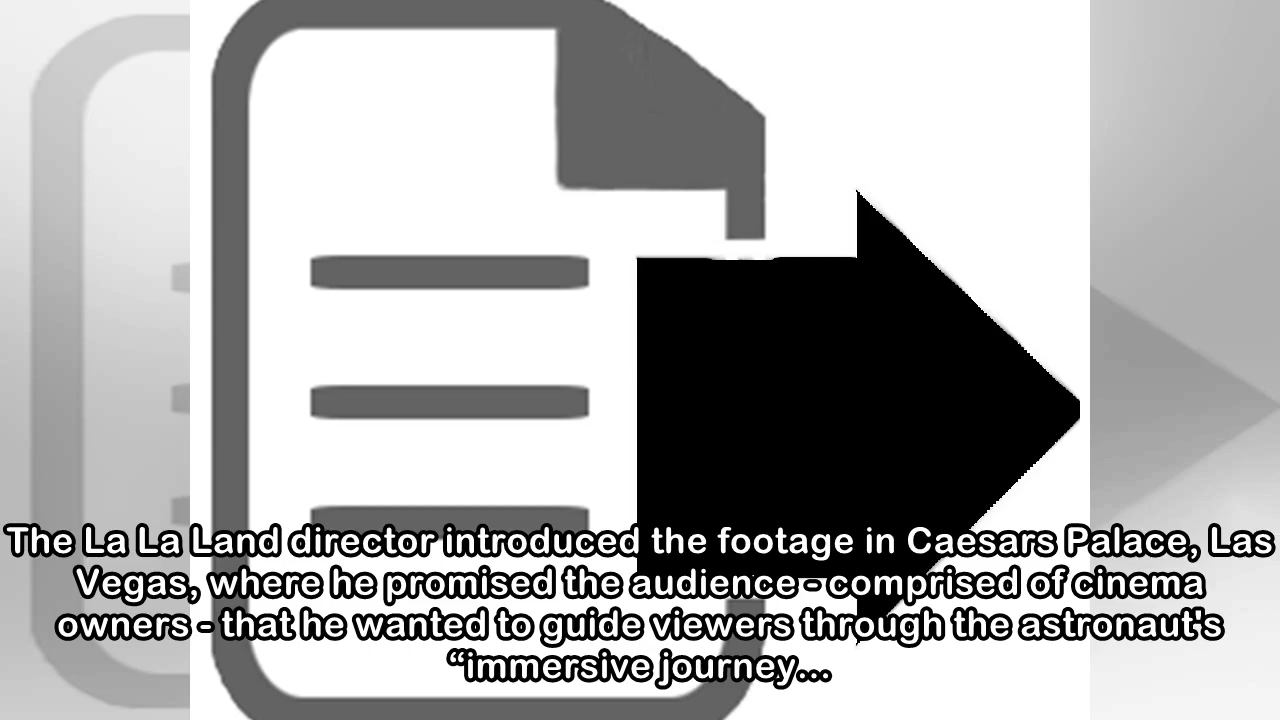 The La La Land director introduced the footage in Caesars Palace, Las
Vegas, where he promised the audience - comprised of cinema
owners - that he wanted to guide viewers through the astronaut's
“immersive journey...